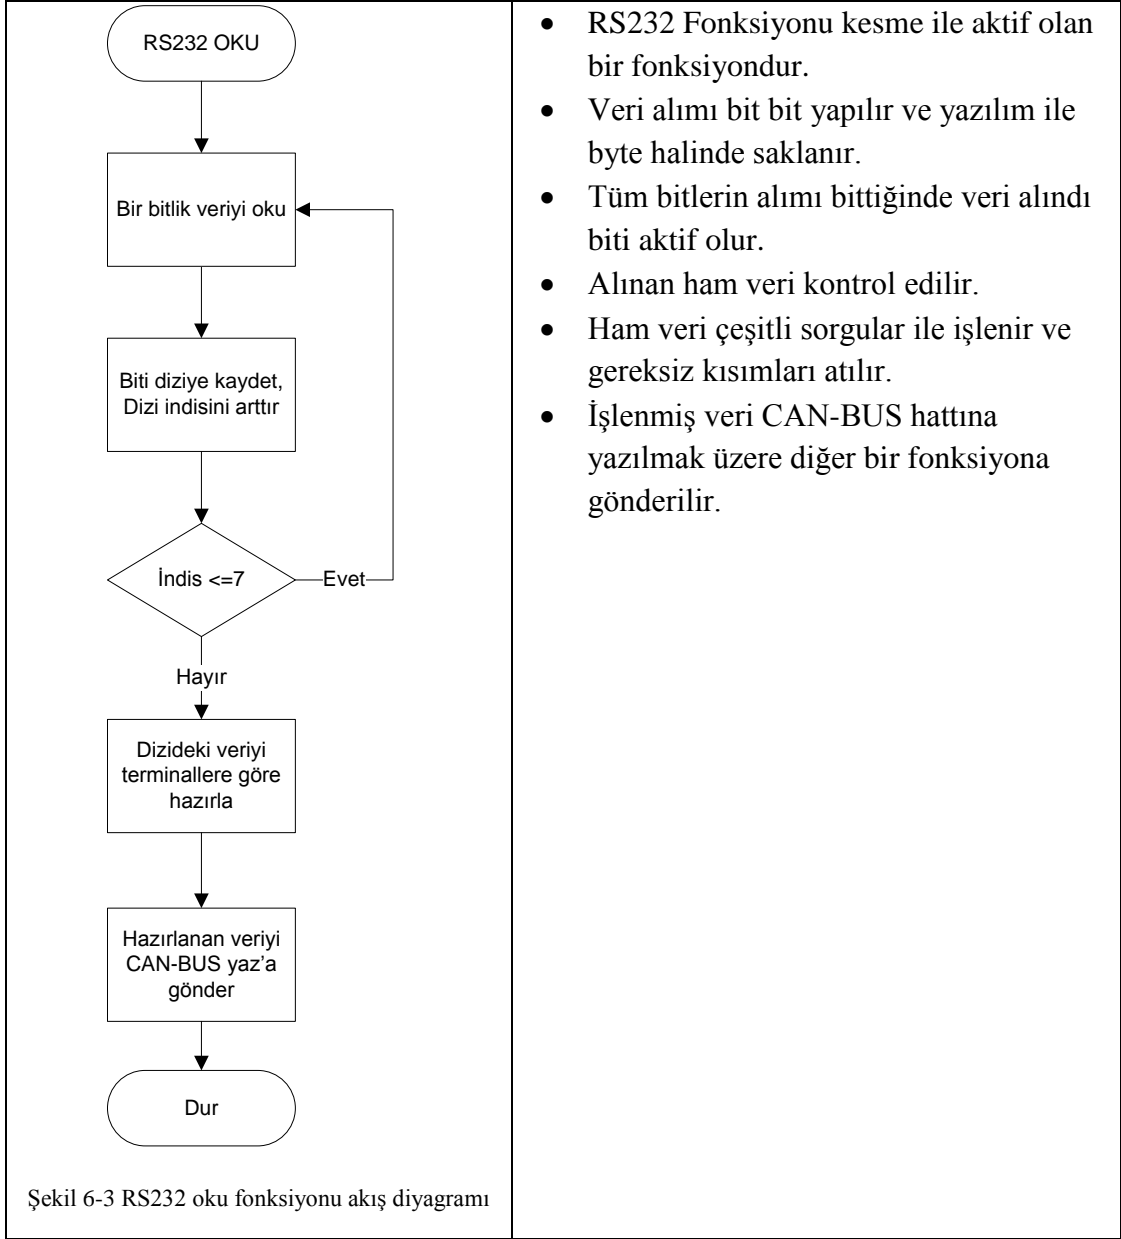 RS232 OKU
Bir bitlik veriyi oku
Biti diziye kaydet,
Dizi indisini arttır
İndis <=7
Evet
Hayır
Dizideki veriyi
terminallere göre
hazırla
Hazırlanan veriyi
CAN-BUS yaz’a
gönder
Dur
Şekil 6-3 RS232 oku fonksiyonu akış diyagramı
• RS232 Fonksiyonu kesme ile aktif olan
bir fonksiyondur.
• Veri alımı bit bit yapılır ve yazılım ile
byte halinde saklanır.
• Tüm bitlerin alımı bittiğinde veri alındı
biti aktif olur.
• Alınan ham veri kontrol edilir.
• Ham veri çeşitli sorgular ile işlenir ve
gereksiz kısımları atılır.
• İşlenmiş veri CAN-BUS hattına
yazılmak üzere diğer bir fonksiyona
gönderilir.